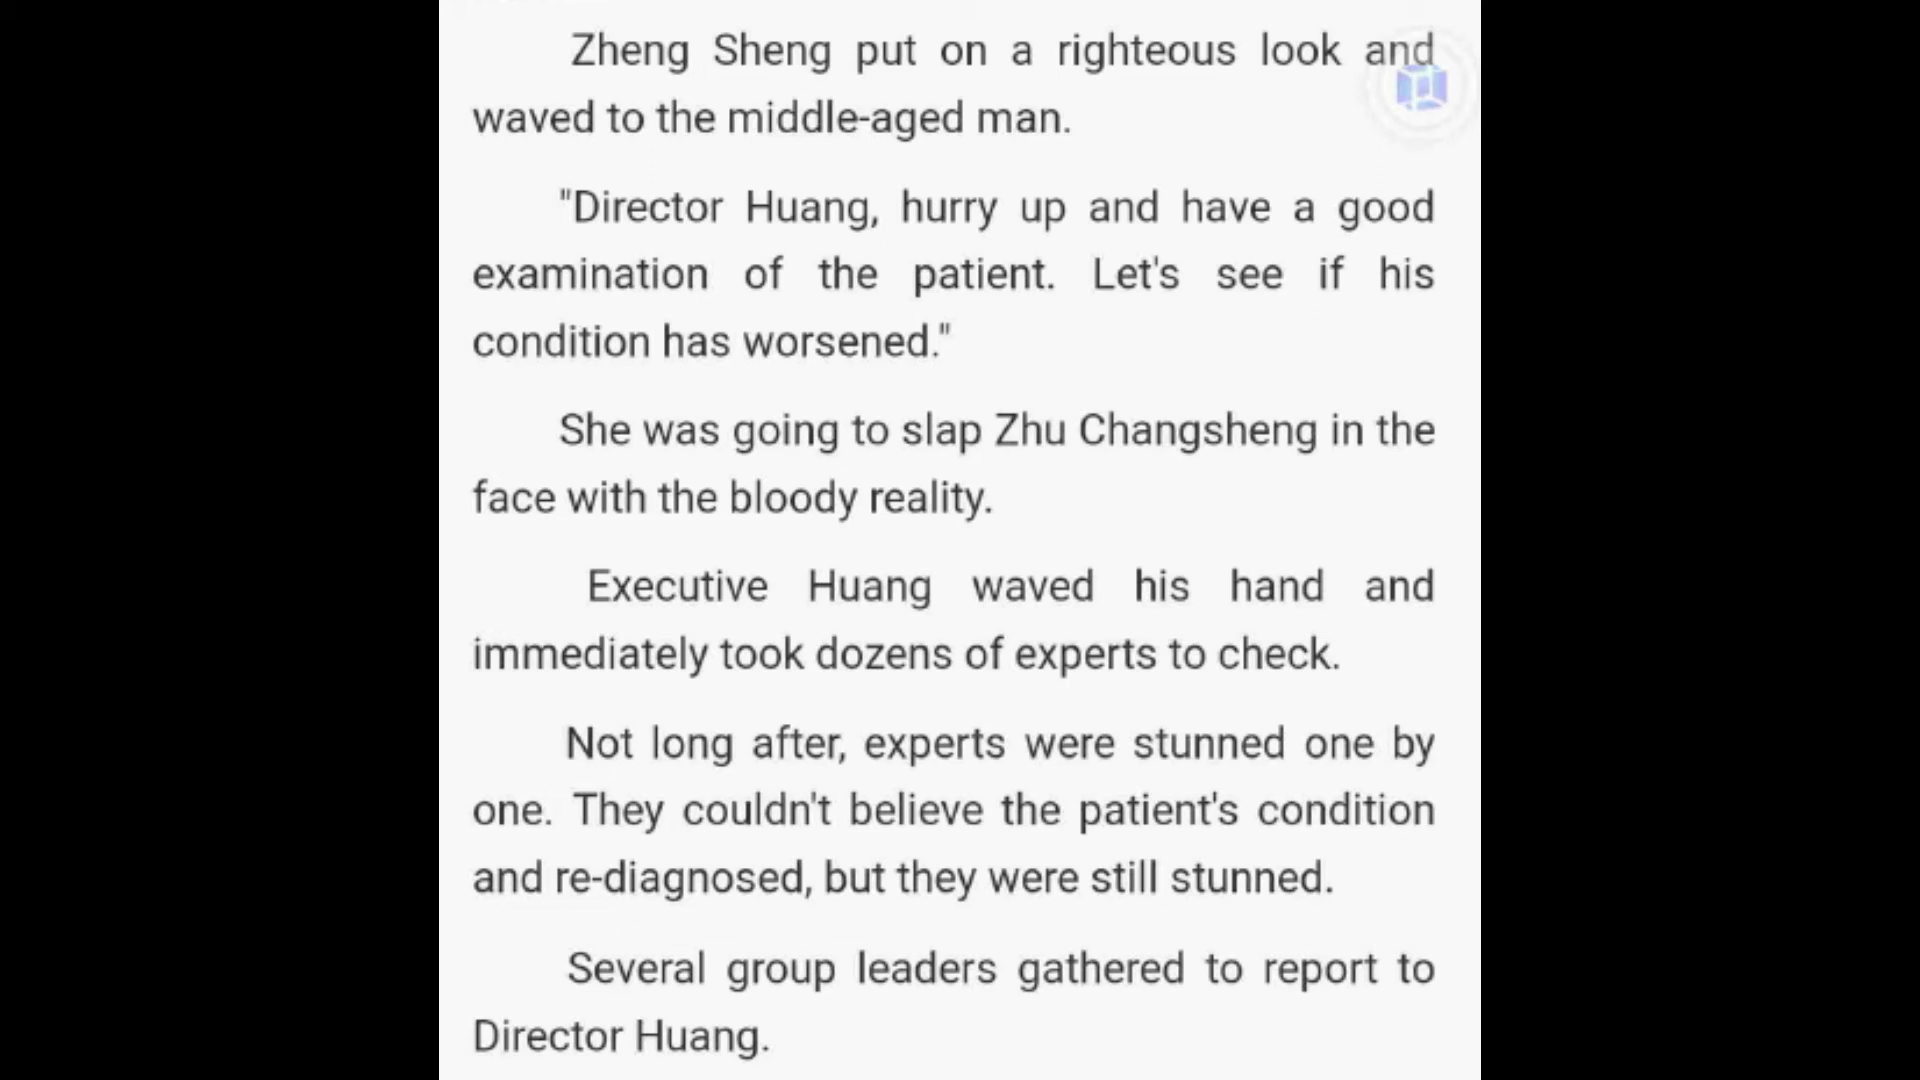 Zheng Sheng put on a righteous look and
waved to the middle-aged man.
"Director Huang, hurry up and have a good
examination of the patient. Let's see if his
condition has worsened."
She was going to slap Zhu Changsheng in the
face with the bloody reality.
Executive Huang waved his hand and
immediately took dozens of experts to check.
Not long after, experts were stunned one by
one. They couldn't believe the patient's condition
and re-diagnosed, but they were still stunned.
Several group leaders gathered to report to
Director Huang.